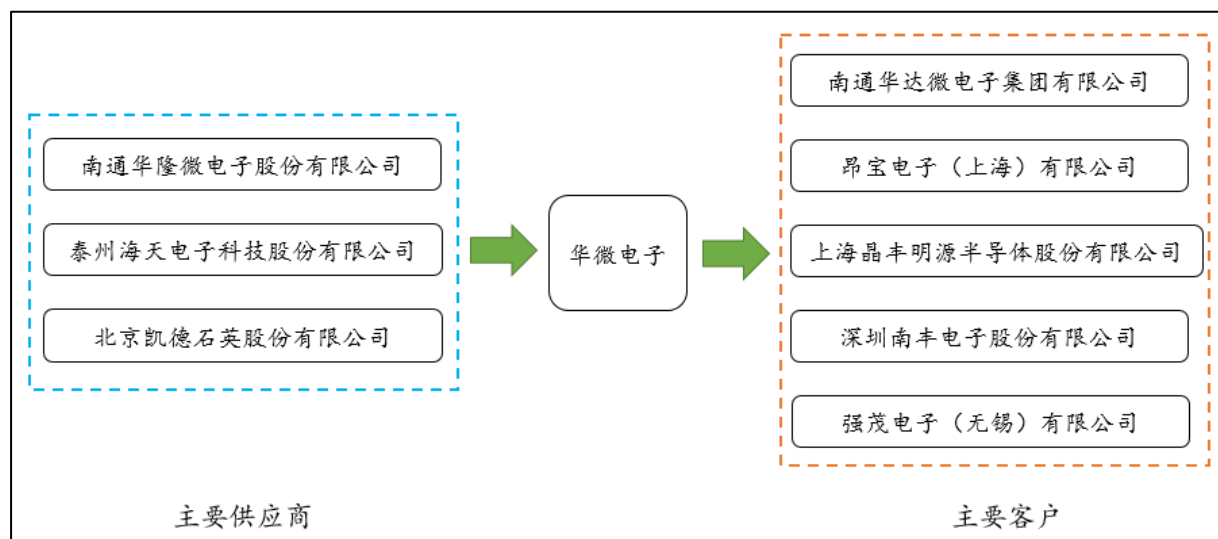 南通华隆微电子股份有限公司
泰州海天电子科技股份有限公司
北京凯德石英股份有限公司
主要供应商
华微电子
南通华达微电子集团有限公司
昂宝电子（上海）有限公司
上海晶丰明源半导体股份有限公司
深圳南丰电子股份有限公司
强茂电子（无锡）有限公司
主要客户